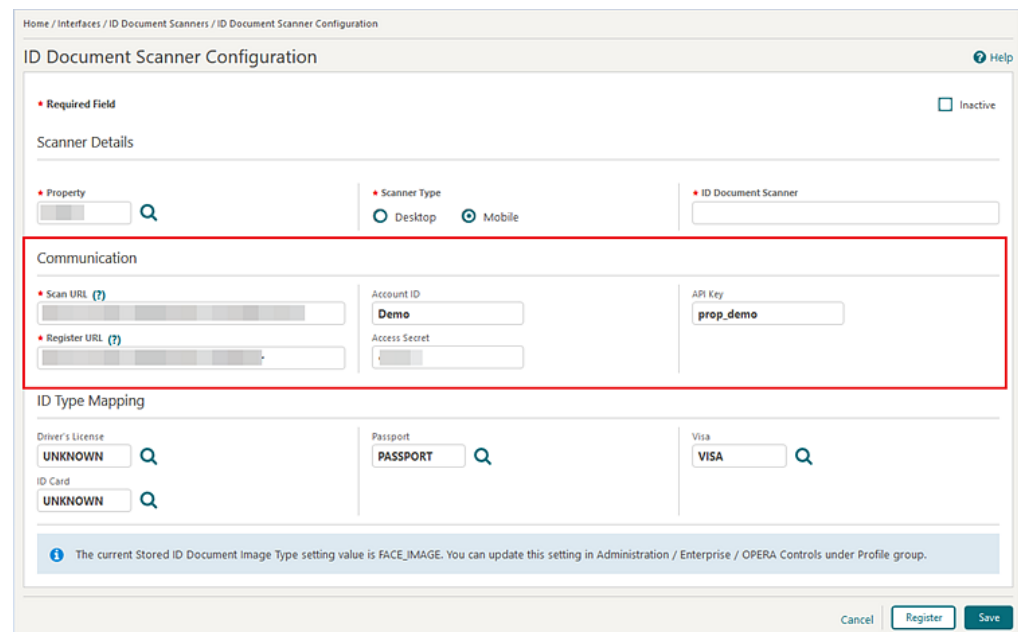 Home / Interfaces / ID Document Scanners / ID Document Scanner Configuration
ID Document Scanner Configuration
Help
* Required Field
Inactive
Scanner Details
* Property
* Scanner Type
* ID Document Scanner
Desktop
Mobile
Communication
* Scan URL (?)
Account ID
API Key
Demo
prop_demo
* Register URL (?)
Access Secret
ID Type Mapping
Driver's License
Passport
Visa
UNKNOWN
PASSPORT
VISA
ID Card
UNKNOWN
The current Stored ID Document Image Type setting value is FACE_IMAGE. You can update this setting in Administration / Enterprise / OPERA Controls under Profile group.
Cancel
Register
Save